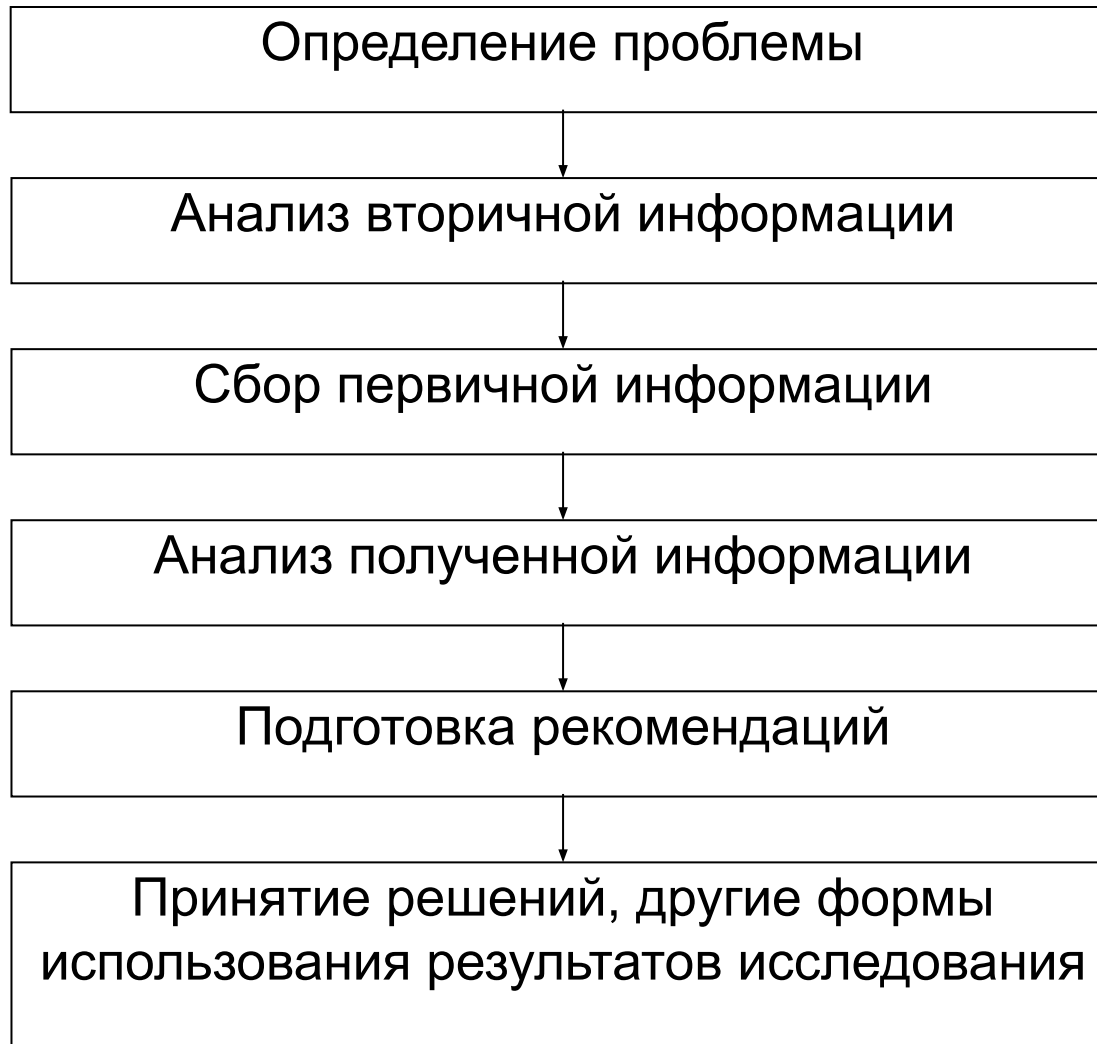 Определение проблемы
Анализ вторичной информации
Сбор первичной информации
Анализ полученной информации
Подготовка рекомендаций
Принятие решений, другие формы
использования результатов исследования